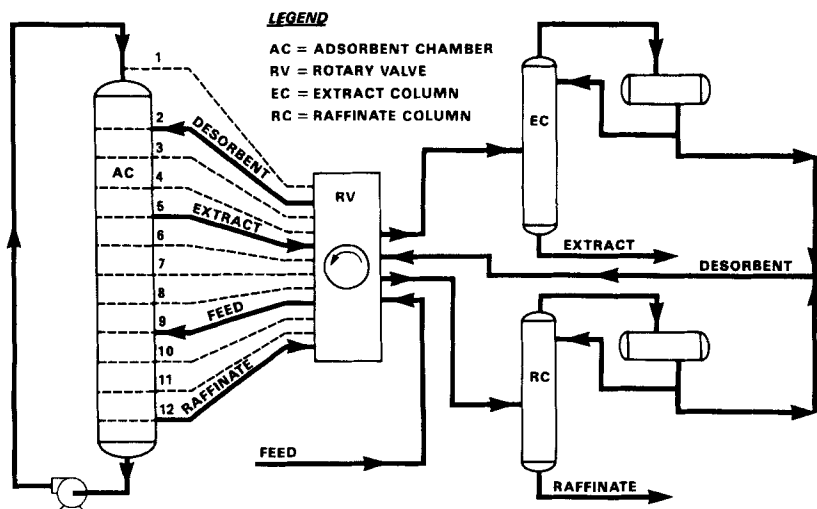 LEGEND
AC = ADSORBENT CHAMBER
RV = ROTARY VALVE
EC = EXTRACT COLUMN
RC = RAFFINATE COLUMN
1
2
DESORBENT
3
AC
4
5
EXTRACT
6
7
8
FEED
9
10
11
RAFFINATE
12
RV
FEED
EC
EXTRACT
DESORBENT
RC
RAFFINATE